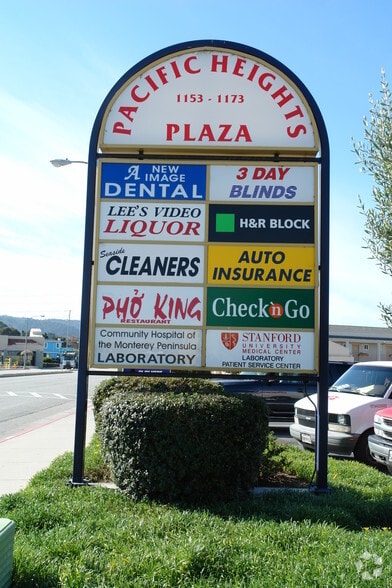 PACIFIC HEIGHTS
1153 - 1173
PLAZA
A NEW
IMAGE
DENTAL
3 DAY
BLINDS
LEE'S VIDEO
LIQUOR
H&R BLOCK
Seaside
CLEANERS
AUTO
INSURANCE
PHỞ KING
RESTAURANT
Check n Go
Community Hospital of
the Monterey Peninsula
LABORATORY
STANFORD
UNIVERSITY
MEDICAL CENTER
LABORATORY
PATIENT SERVICE CENTER